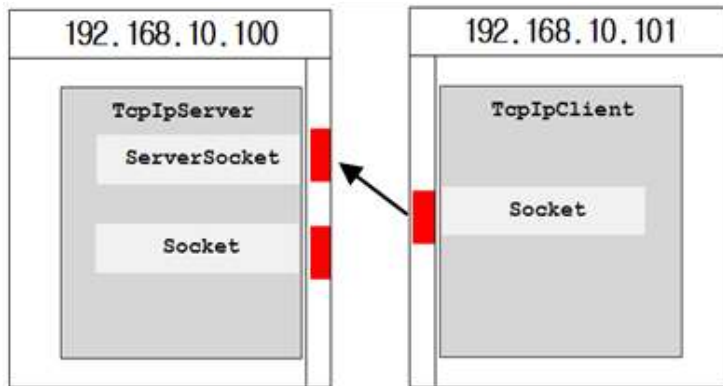 192.168.10.100
TcpIpServer
ServerSocket
Socket
192.168.10.101
TcpIpClient
Socket